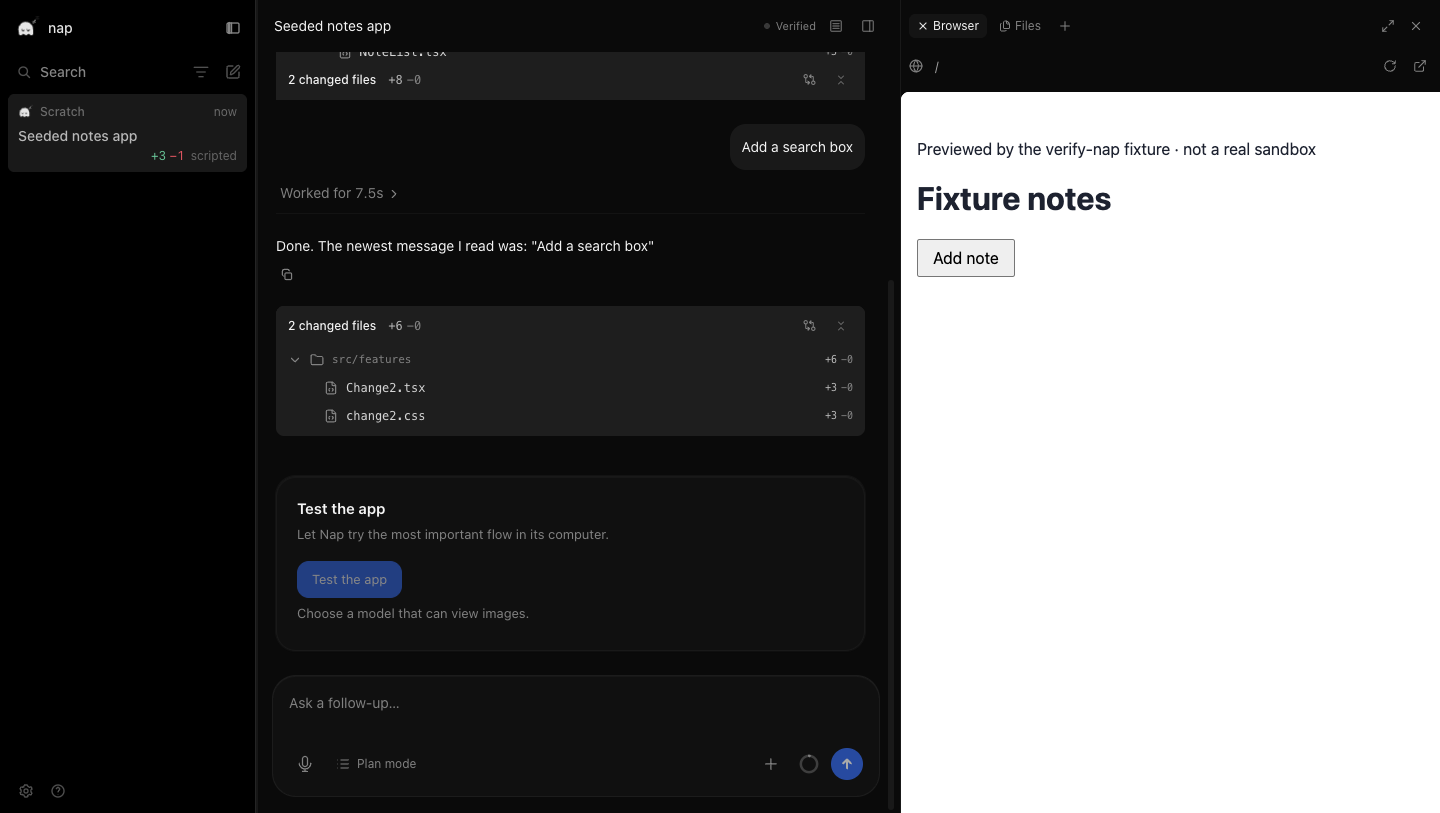 nap
Search
Scratch
now
Seeded notes app
+3 −1 scripted
Seeded notes app
Verified
NoteList.tsx
+3 −0
2 changed files +8 −0
Add a search box
Worked for 7.5s
Done. The newest message I read was: "Add a search box"
2 changed files +6 −0
src/features
+6 −0
Change2.tsx
+3 −0
change2.css
+3 −0
Test the app
Let Nap try the most important flow in its computer.
Test the app
Choose a model that can view images.
Ask a follow-up...
Plan mode
Browser
Files
/
Previewed by the verify-nap fixture · not a real sandbox
Fixture notes
Add note